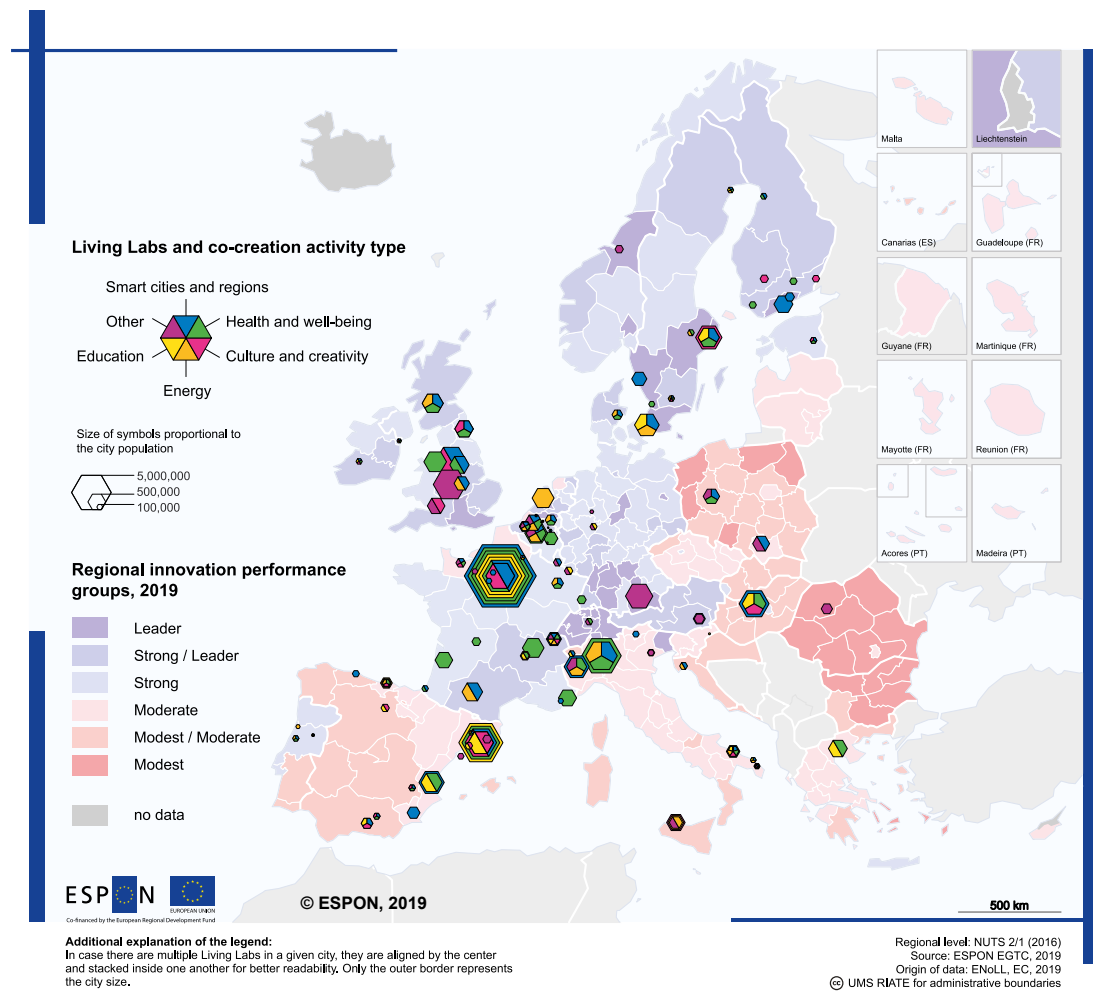 Malta
Liechtenstein
Canarias (ES)
Guadeloupe (FR)
Guyane (FR)
Martinique (FR)
Mayotte (FR)
Reunion (FR)
Acores (PT)
Madeira (PT)
Living Labs and co-creation activity type
Smart cities and regions
Other
Health and well-being
Education
Culture and creativity
Energy
Size of symbols proportional to
the city population
5,000,000
500,000
100,000
Regional innovation performance
groups, 2019
Leader
Strong / Leader
Strong
Moderate
Modest / Moderate
Modest
no data
ESPON
EUROPEAN UNION
Co-financed by the European Regional Development Fund
© ESPON, 2019
500 km
Additional explanation of the legend:
In case there are multiple Living Labs in a given city, they are aligned by the center
and stacked inside one another for better readability. Only the outer border represents
the city size.
Regional level: NUTS 2/1 (2016)
Source: ESPON EGTC, 2019
Origin of data: ENoLL, EC, 2019
cc UMS RIATE for administrative boundaries